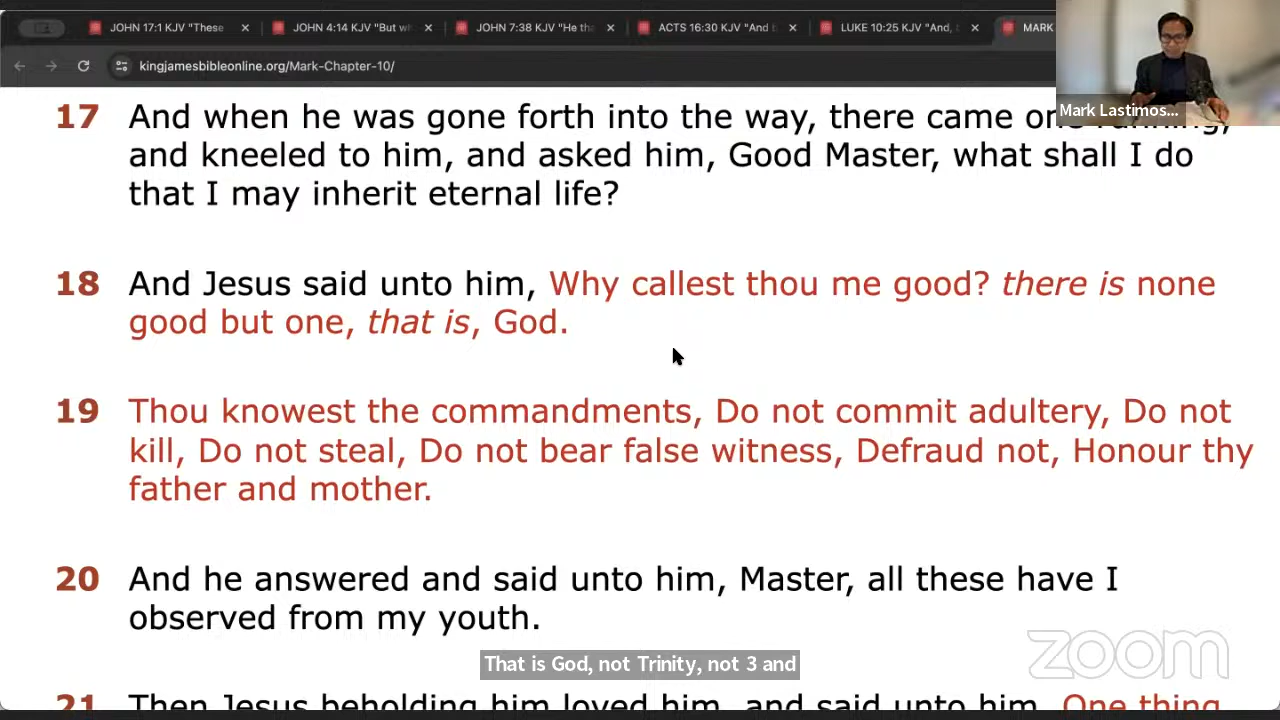 JOHN 17:1 KJV "These
JOHN 4:14 KJV "But wh
JOHN 7:38 KJV "He tha
ACTS 16:30 KJV "And b
LUKE 10:25 KJV "And, b
MARK
kingjamesbibleonline.org/Mark-Chapter-10/
Mark Lastimos...
17 And when he was gone forth into the way, there came one running,
and kneeled to him, and asked him, Good Master, what shall I do
that I may inherit eternal life?
18 And Jesus said unto him, Why callest thou me good? there is none
good but one, that is, God.
19 Thou knowest the commandments, Do not commit adultery, Do not
kill, Do not steal, Do not bear false witness, Defraud not, Honour thy
father and mother.
20 And he answered and said unto him, Master, all these have I
observed from my youth.
zoom
That is God, not Trinity, not 3 and
21 Then Jesus beholding him loved him, and said unto him, One thing